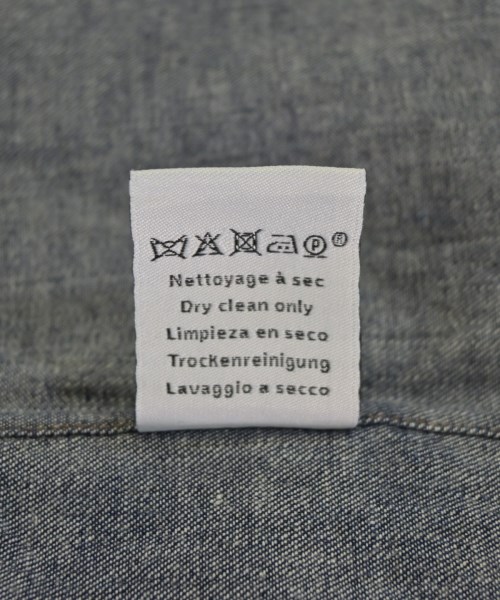 P
Nettoyage à sec
Dry clean only
Limpieza en seco
Trockenreinigung
Lavaggio a secco